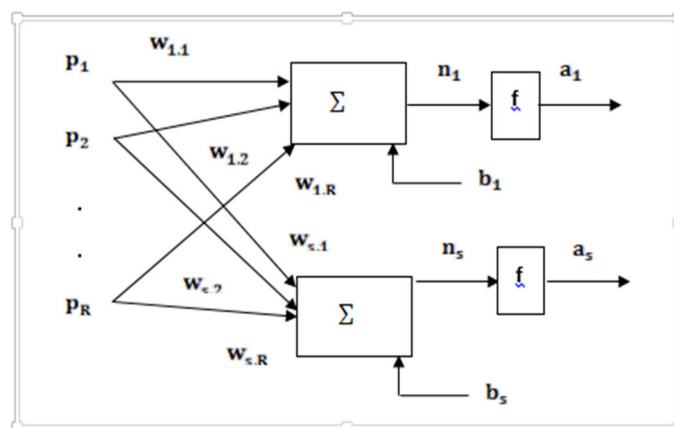 w1.1
p1
n1
a1
Σ
f
p2
w1.2
w1.R
b1
.
ws.1
ns
as
.
ws.2
f
pR
Σ
ws.R
bs